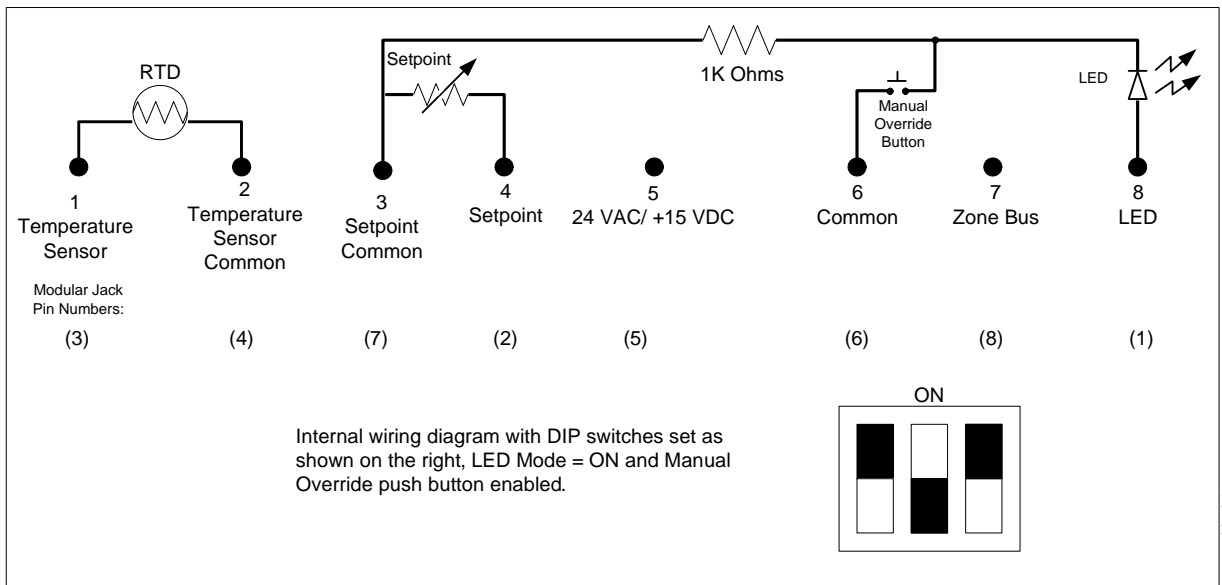 Setpoint
RTD
1K Ohms
LED
Manual
Override
Button
1
Temperature
Sensor
2
Temperature
Sensor
Common
3
Setpoint
Common
4
Setpoint
5
24 VAC/ +15 VDC
6
Common
7
Zone Bus
8
LED
Modular Jack
Pin Numbers:
(3) (4) (7) (2) (5) (6) (8) (1)
ON
Internal wiring diagram with DIP switches set as
shown on the right, LED Mode = ON and Manual
Override push button enabled.